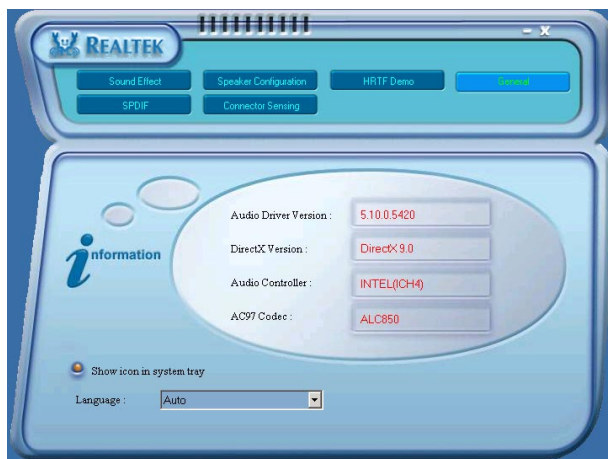 REALTEK
- X
Sound Effect
Speaker Configuration
HRTF Demo
General
SPDIF
Connector Sensing
information
Audio Driver Version :
5.10.0.5420
DirectX Version :
DirectX 9.0
Audio Controller :
INTEL(ICH4)
AC97 Codec :
ALC850
Show icon in system tray
Language :
Auto